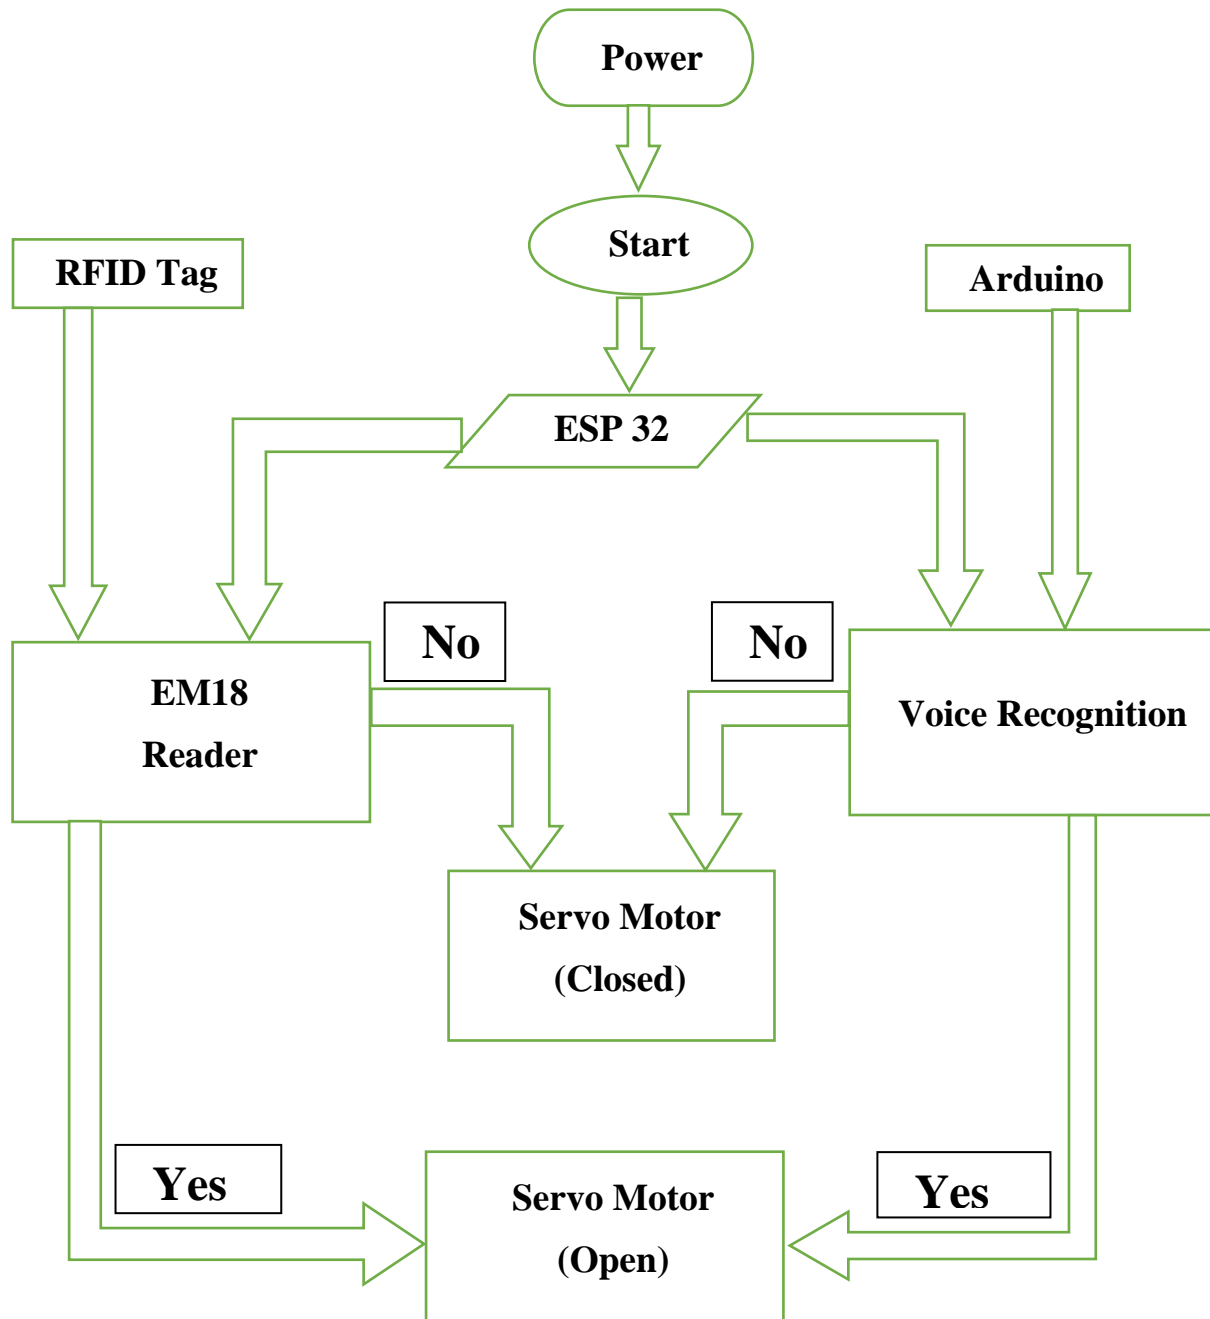 Power
Start
RFID Tag
Arduino
ESP 32
No
No
EM18
Reader
Voice Recognition
Servo Motor
(Closed)
Yes
Servo Motor
(Open)
Yes